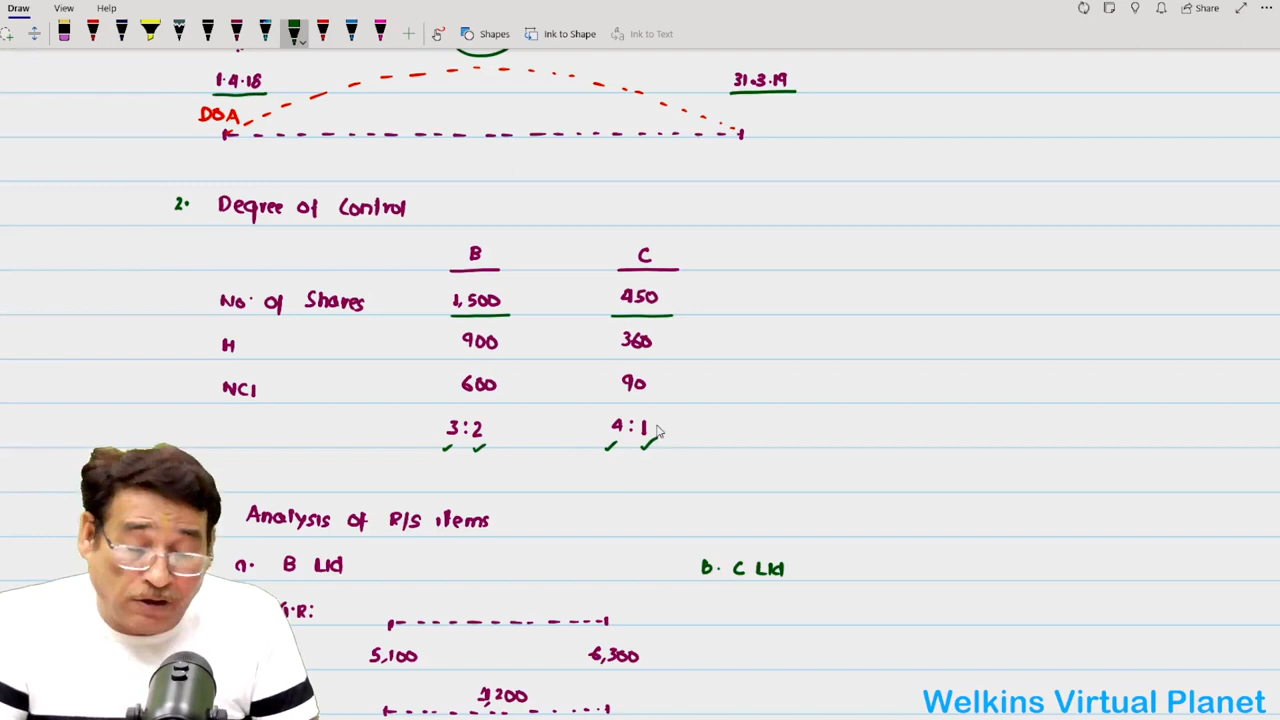 Draw View Help
Share
Shapes Ink to Shape Ink to Text
1.4.18 31.3.19
DOA
2. Degree of Control
B C
No. of Shares 1,500 450
H 900 360
NCI 600 90
3:2 4:1
Analysis of R/S items
a. B Ltd b. C Ltd
G.R:
5,100 6,300
1,200
Welkins Virtual Planet